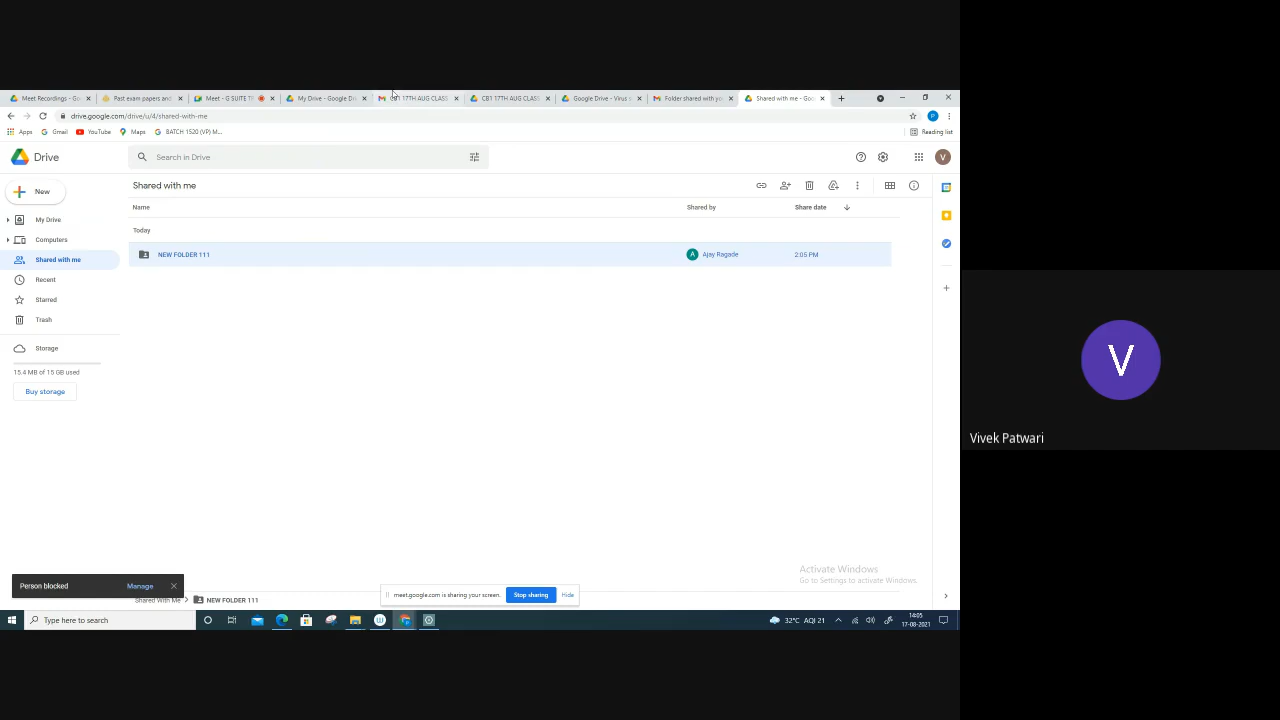 Meet Recordings - Go
Past exam papers and
Meet - G SUITE TR
My Drive - Google Dri
CB1 17TH AUG CLASS
CB1 17TH AUG CLASS
Google Drive - Virus s
Folder shared with yo
Shared with me - Goo
drive.google.com/drive/u/4/shared-with-me
P
Apps
Gmail
YouTube
Maps
BATCH 1520 (VP) M...
Reading list
Drive
Search in Drive
V
New
Shared with me
My Drive
Computers
Shared with me
Recent
Starred
Trash
Storage
15.4 MB of 15 GB used
Buy storage
Name
Shared by
Share date
Today
NEW FOLDER 111
A
Ajay Ragade
2:05 PM
V
Vivek Patwari
Activate Windows
Go to Settings to activate Windows.
Person blocked
Manage
Shared With Me
NEW FOLDER 111
meet.google.com is sharing your screen.
Stop sharing
Hide
Type here to search
32°C AQI 21
14:05
17-08-2021